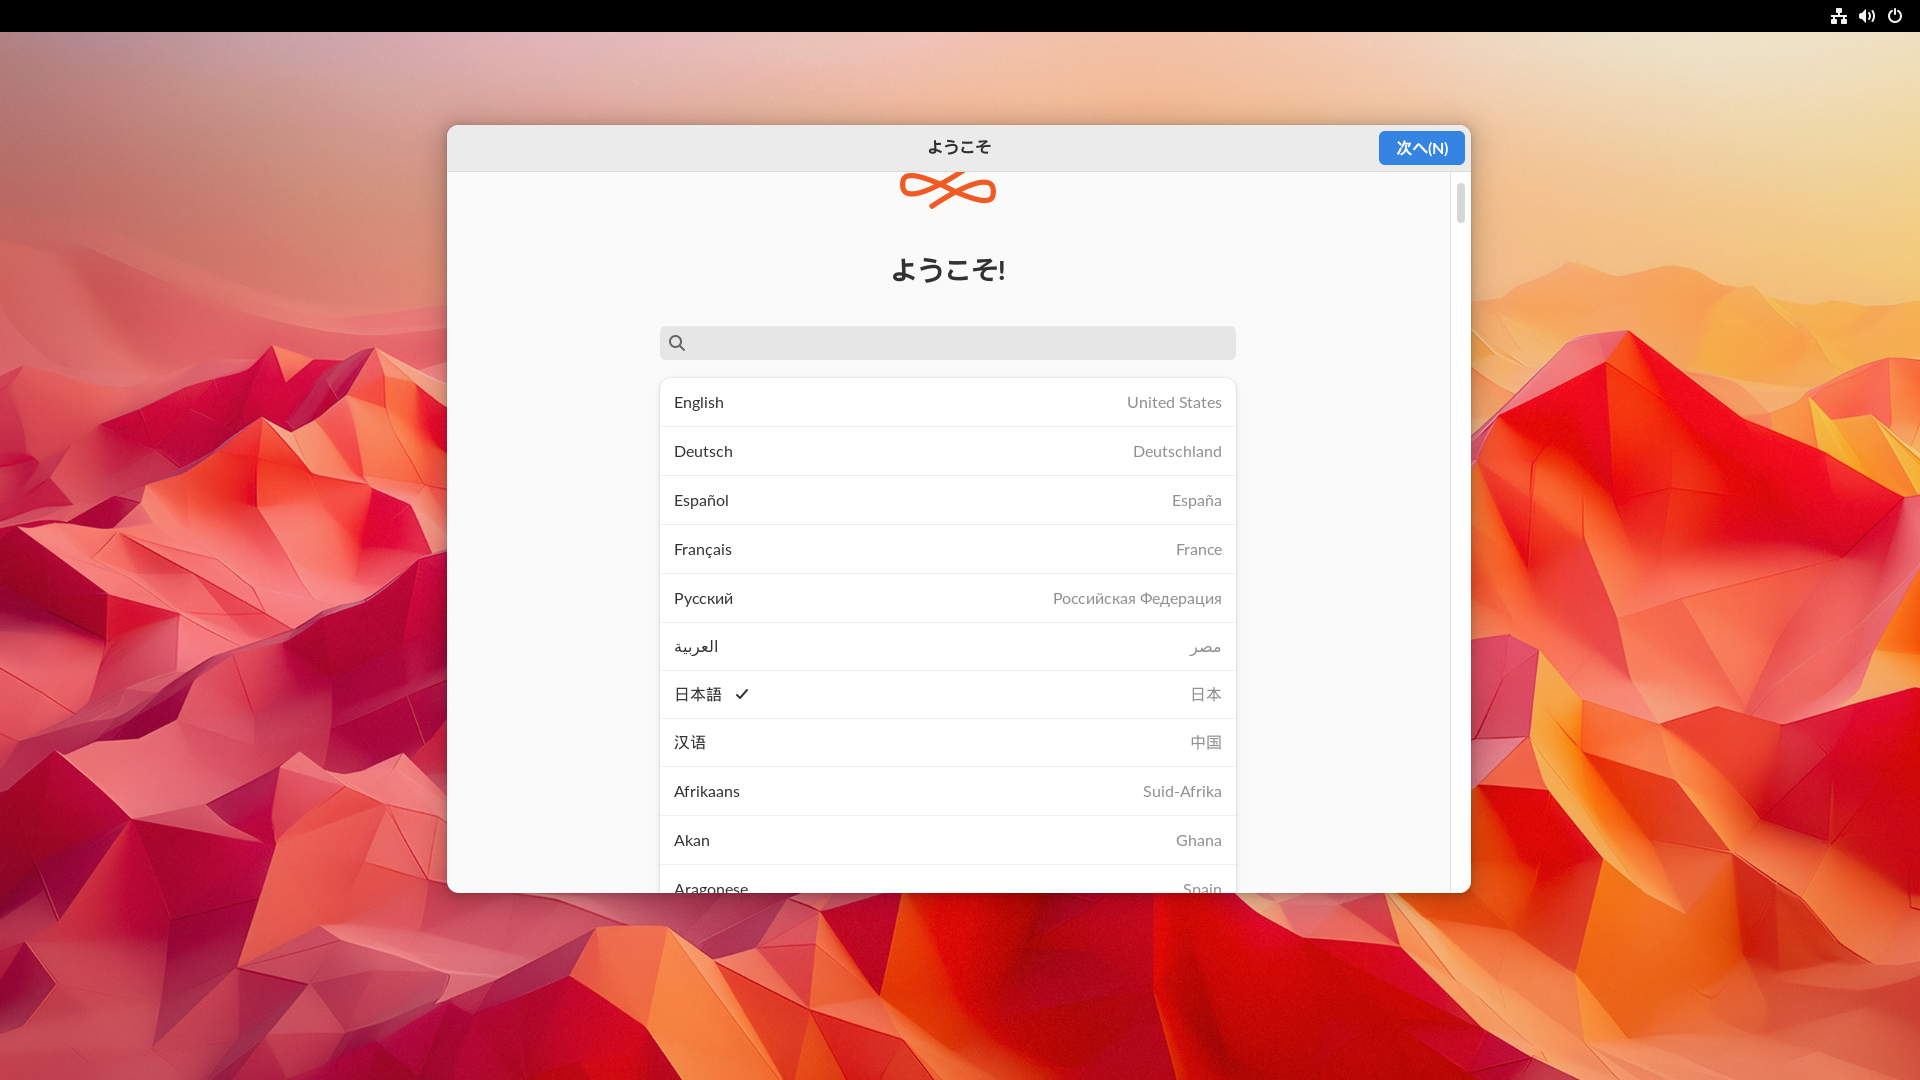 ようこそ
次へ(N)
ようこそ!
English United States
Deutsch Deutschland
Español España
Français France
Русский Российская Федерация
العربية مصر
日本語 日本
汉语 中国
Afrikaans Suid-Afrika
Akan Ghana
Aragonese Spain